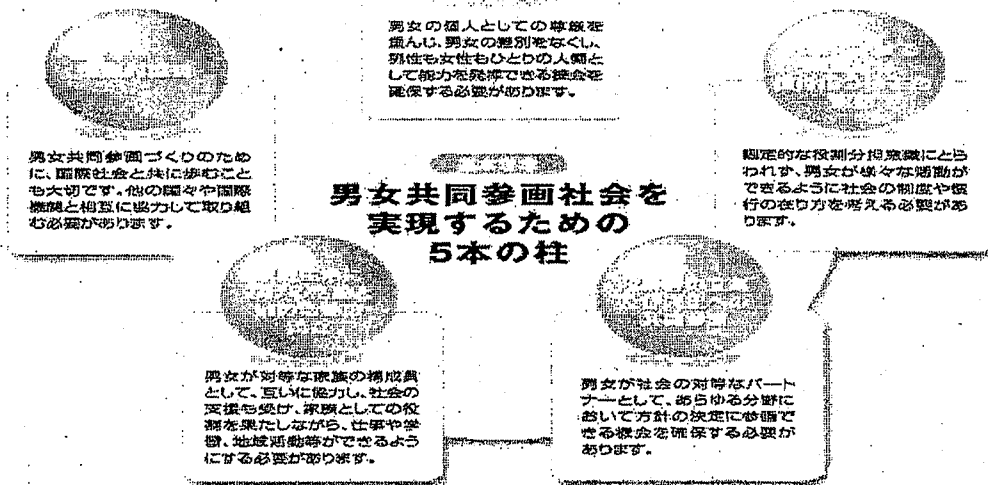 男女の個人としての尊厳を
重んじ、男女の差別をなくし、
男性も女性もひとりの人間と
して能力を発揮できる機会を
確保する必要があります。
男女共同参画づくりのため
に、国際社会と共に歩むこと
も大切です。他の国々や国際
機関と相互に協力して取り組
む必要があります。
男女共同参画社会を
実現するための
5本の柱
固定的な役割分担意識にとら
われず、男女が様々な活動が
できるように社会の制度や慣
行の在り方を考える必要があ
ります。
男女が対等な家族の構成員
として、互いに協力し、社会の
支援も受け、家族としての役
割を果たしながら、仕事や学
習、地域活動等ができるよう
にする必要があります。
男女が社会の対等なパート
ナーとして、あらゆる分野に
おいて方針の決定に参画で
きる機会を確保する必要が
あります。